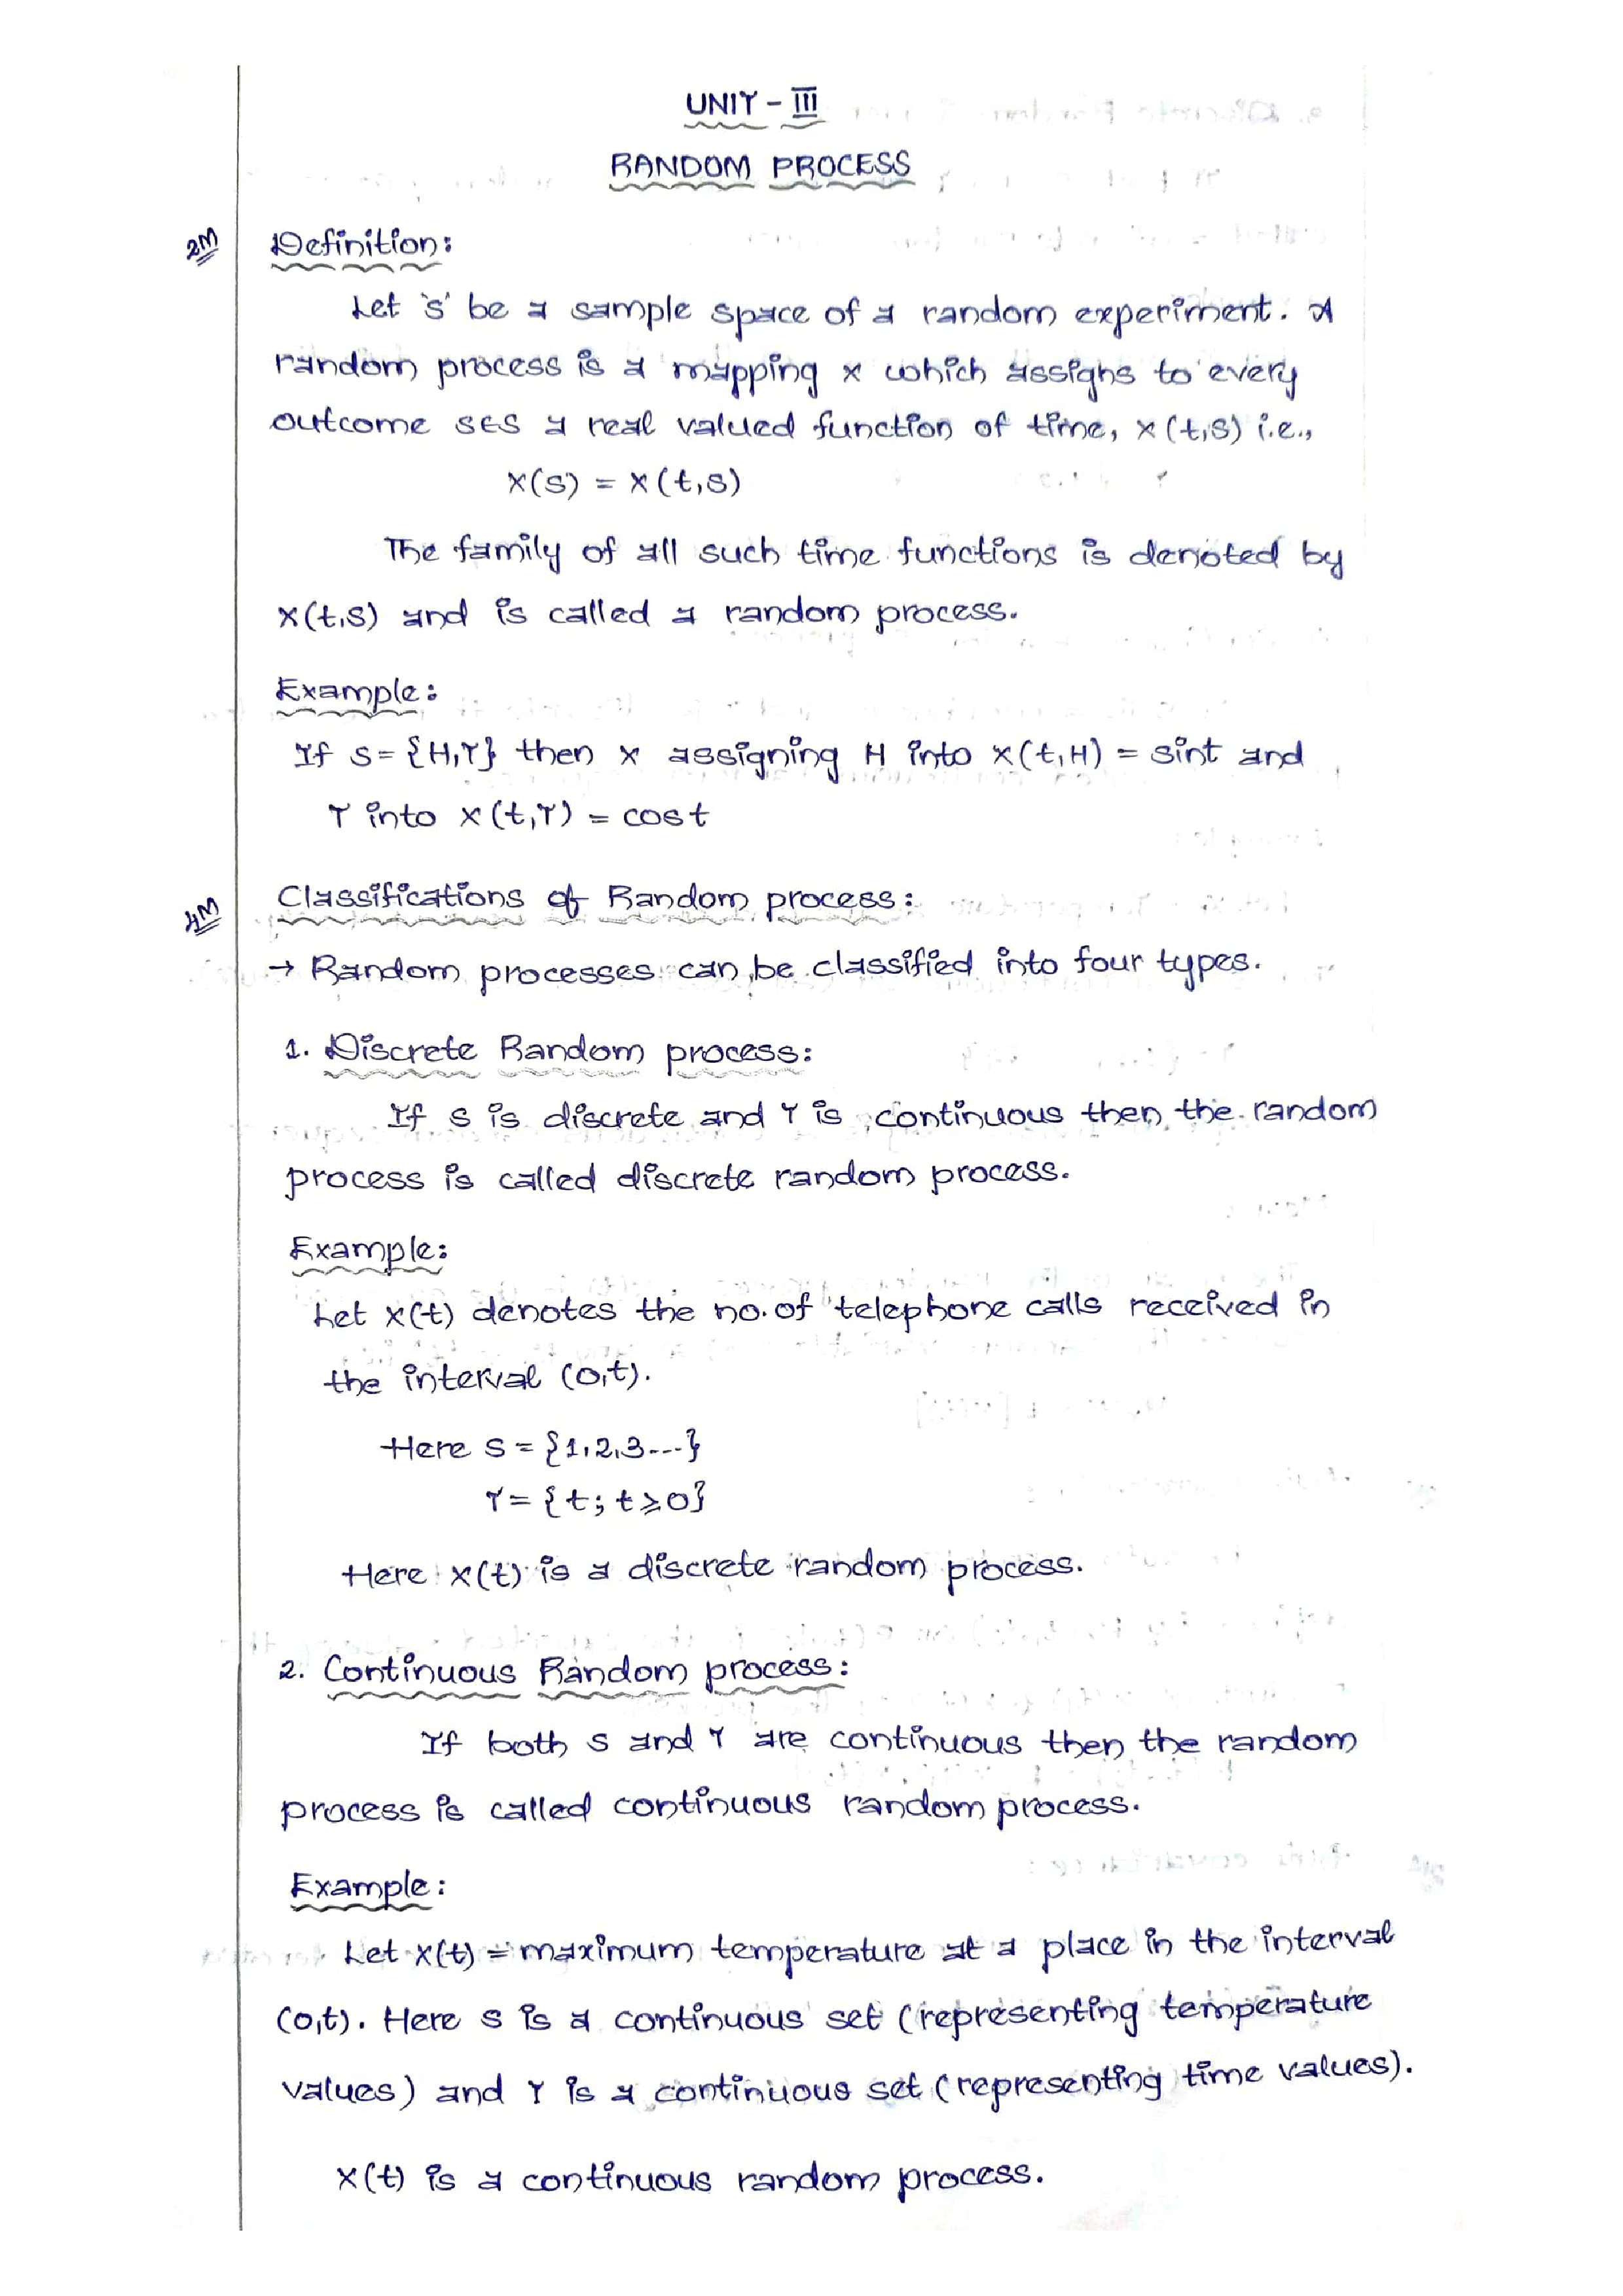 UNIT - III
RANDOM PROCESS
2M Definition:
Let 's' be a sample space of a random experiment. A
random process is a mapping x which assigns to every
outcome s∈s a real valued function of time, x(t,s) i.e.,
x(s) = x(t,s)
The family of all such time functions is denoted by
x(t,s) and is called a random process.
Example:
If s={H,T} then x assigning H into x(t,H) = sint and
T into x(t,T) = cost
4M Classifications of Random process:
→ Random processes can be classified into four types.
1. Discrete Random process:
If s is discrete and T is continuous then the random
process is called discrete random process.
Example:
Let x(t) denotes the no. of telephone calls received in
the interval (0,t).
Here s = {1,2,3---}
T = {t; t⩾0}
Here x(t) is a discrete random process.
2. Continuous Random process:
If both s and T are continuous then the random
process is called continuous random process.
Example:
Let x(t) = maximum temperature at a place in the interval
(0,t). Here s is a continuous set (representing temperature
values) and T is a continuous set (representing time values).
x(t) is a continuous random process.